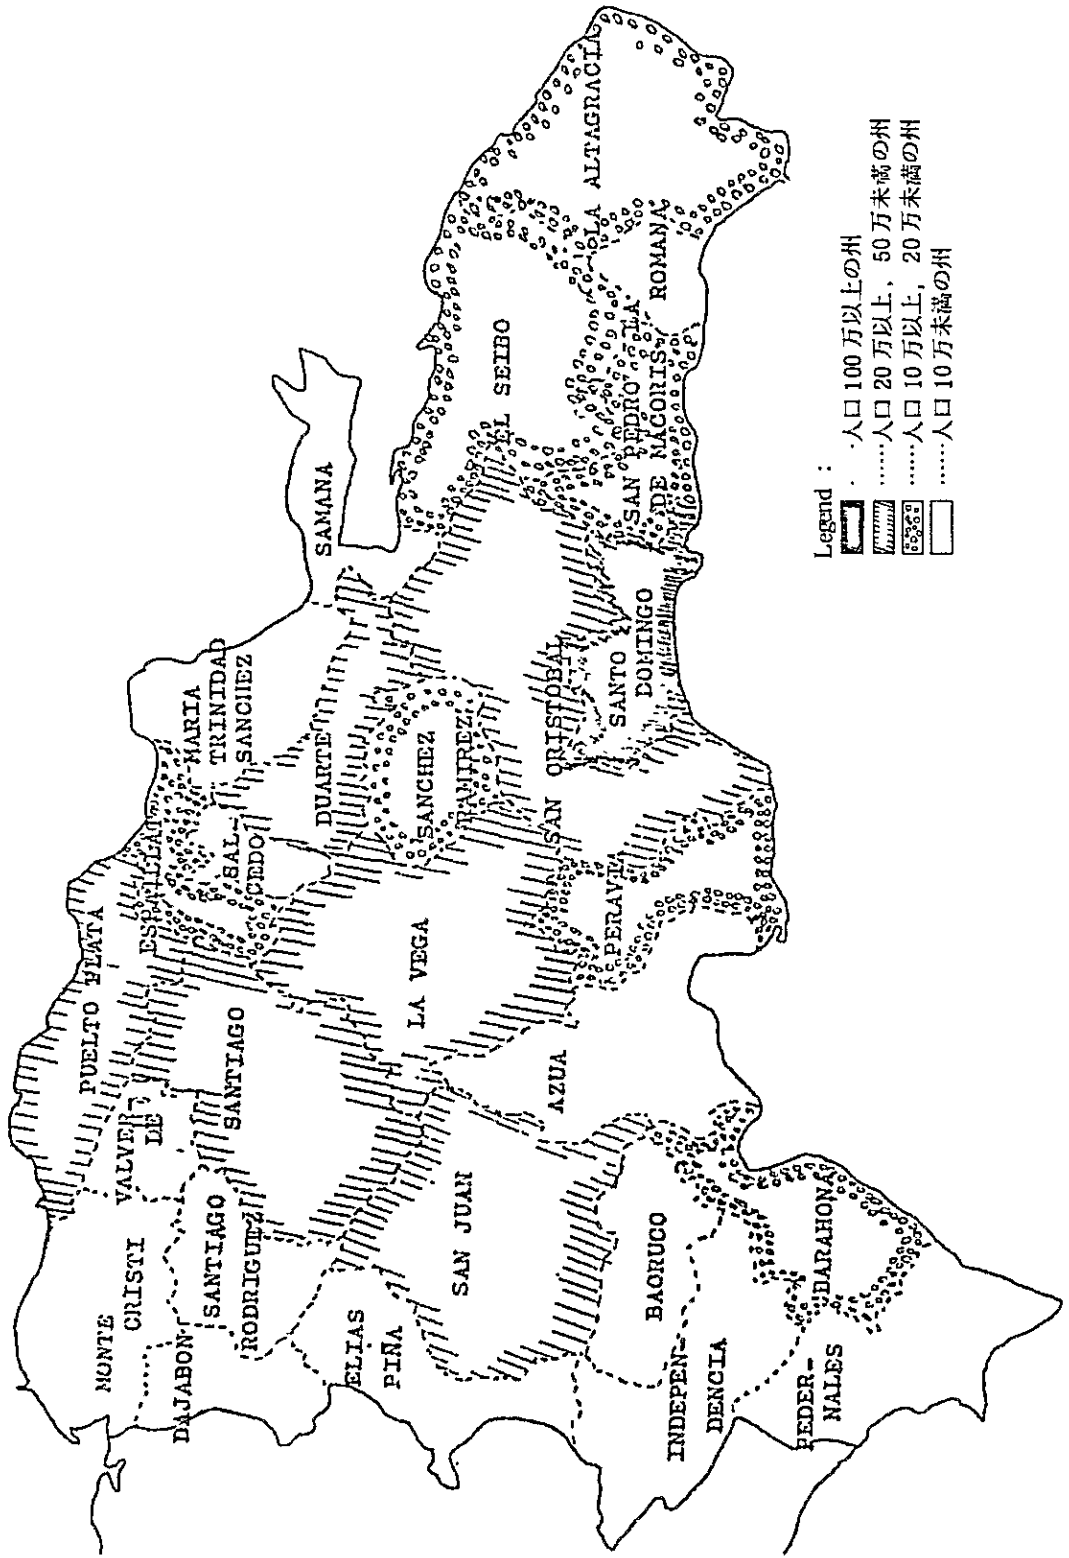 MONTE
CRISTI
DAJABON
SANTIAGO
RODRIGUEZ
VALVER
DE
PUELTO PLATA
SANTIAGO
ESPAILLAT
SAL-
CEDO
MARIA
TRINIDAD
SANCHEZ
DUARTE
SAMANA
ELIAS
PIÑA
SAN JUAN
LA VEGA
SANCHEZ
RAMIREZ
EL SEIBO
LA ALTAGRACIA
AZUA
PERAVIA
SAN CRISTOBAL
SANTO
DOMINGO
SAN PEDRO
DE MACORIS
LA
ROMANA
BAORUCO
INDEPEN-
DENCIA
DARAHONA
PEDER-
NALES
Legend :
・人口100万以上の州
……人口20万以上, 50万未満の州
……人口10万以上, 20万未満の州
……人口10万未満の州